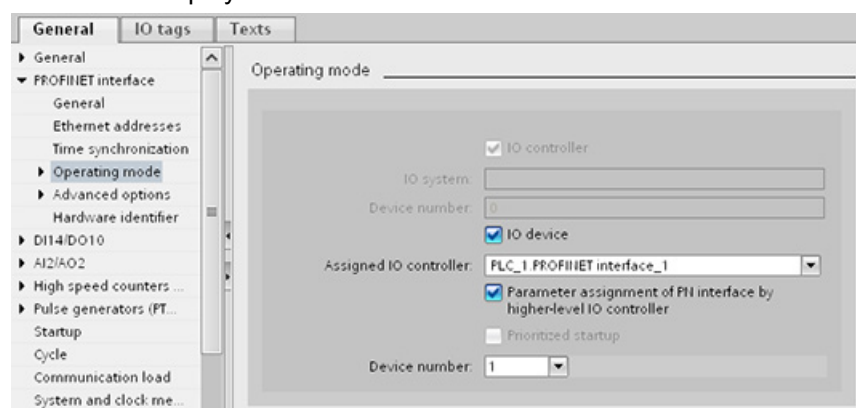 General IO tags Texts
General
PROFINET interface
General
Ethernet addresses
Time synchronization
Operating mode
Advanced options
Hardware identifier
DI14/DO10
AI2/AO2
High speed counters ...
Pulse generators (PT...
Startup
Cycle
Communication load
System and clock me...
Operating mode
IO controller
IO system:
Device number: 0
IO device
Assigned IO controller: PLC_1.PROFINET interface_1
Parameter assignment of PN interface by
higher-level IO controller
Prioritized startup
Device number: 1